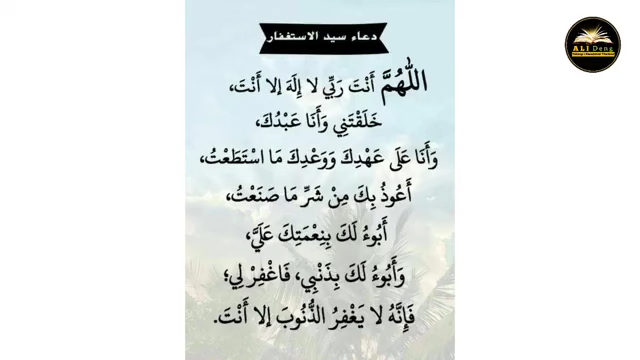 دعاء سيد الاستغفار
اللَّهُمَّ أَنْتَ رَبِّي لا إِلَهَ إلا أَنْتَ،
خَلَقْتَنِي وَأَنَا عَبْدُكَ،
وَأَنَا عَلَى عَهْدِكَ وَوَعْدِكَ مَا اسْتَطَعْتُ،
أَعُوذُ بِكَ مِنْ شَرِّ مَا صَنَعْتُ،
أَبُوءُ لَكَ بِنِعْمَتِكَ عَلَيَّ،
وَأَبُوءُ لَكَ بِذَنْبِي، فَاغْفِرْ لِي؛
فَإِنَّهُ لا يَغْفِرُ الذُّنُوبَ إلا أَنْتَ.
ALI Deng